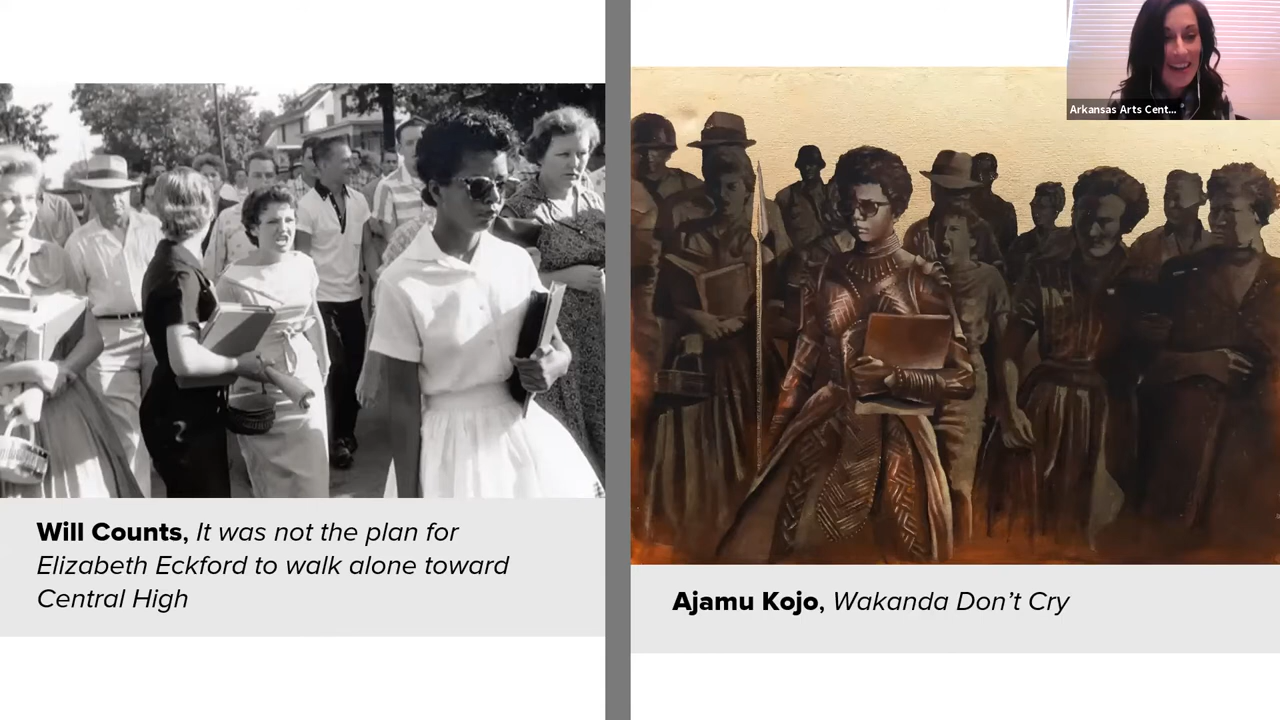 Arkansas Arts Cent...
Will Counts, It was not the plan for
Elizabeth Eckford to walk alone toward
Central High
Ajamu Kojo, Wakanda Don’t Cry